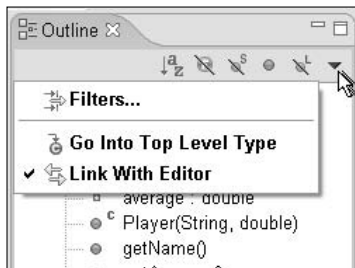 Outline
Filters...
Go Into Top Level Type
Link With Editor
average : double
Player(String, double)
getName()